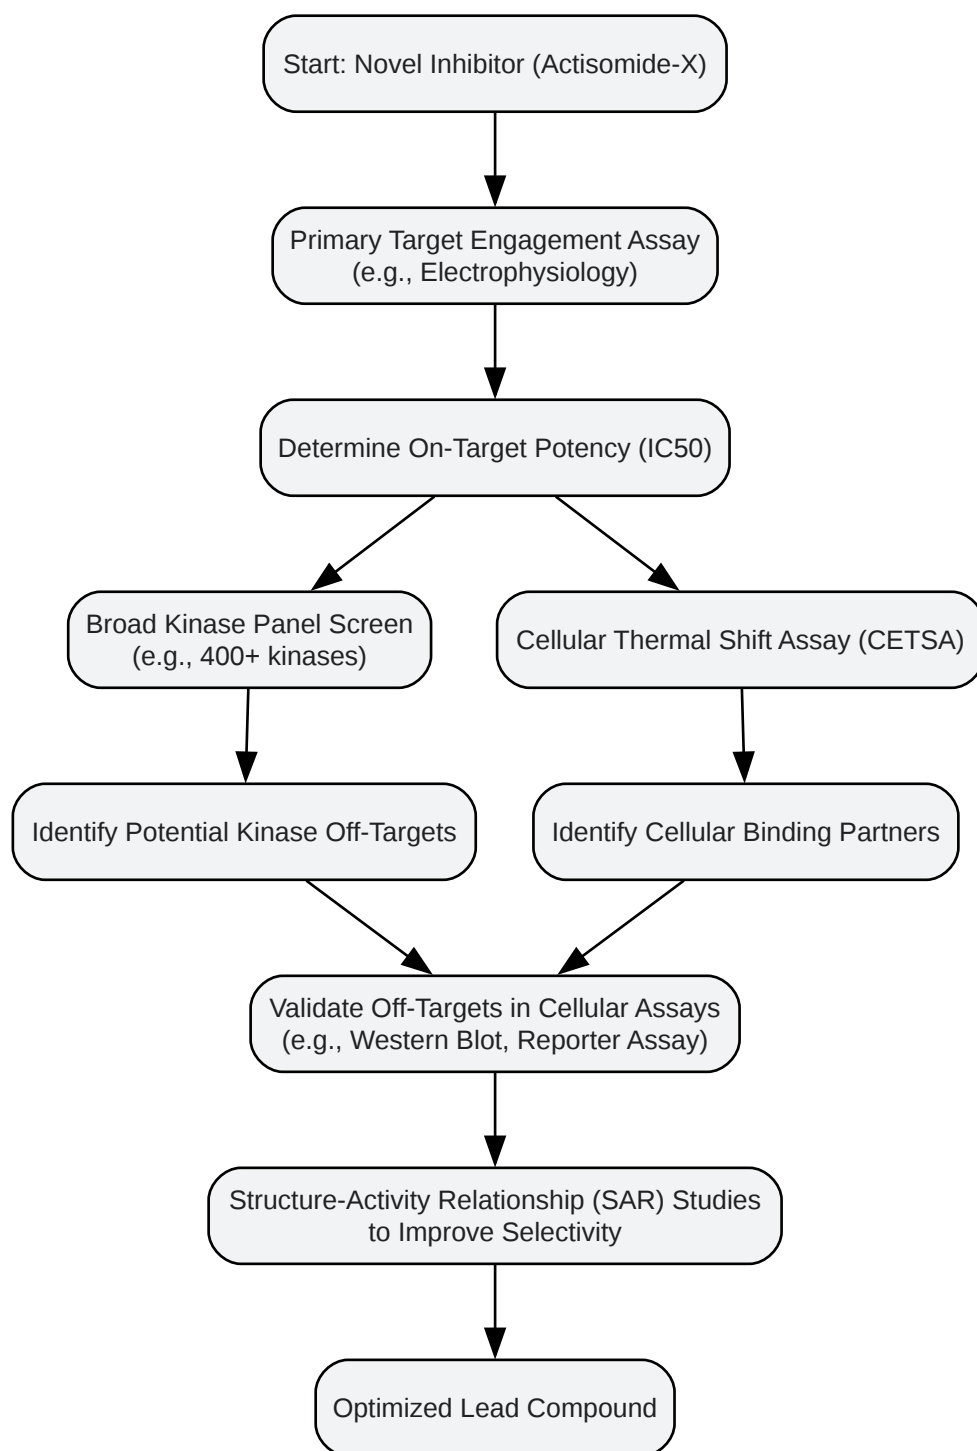 Start: Novel Inhibitor (Actisomide-X)
Primary Target Engagement Assay
(e.g., Electrophysiology)
Determine On-Target Potency (IC50)
Broad Kinase Panel Screen
(e.g., 400+ kinases)
Cellular Thermal Shift Assay (CETSA)
Identify Potential Kinase Off-Targets
Identify Cellular Binding Partners
Validate Off-Targets in Cellular Assays
(e.g., Western Blot, Reporter Assay)
Structure-Activity Relationship (SAR) Studies
to Improve Selectivity
Optimized Lead Compound